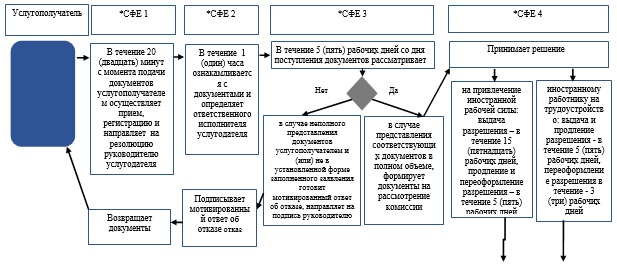 Услугополучатель
*СФЕ 1
*СФЕ 2
*СФЕ 3
*СФЕ 4
В течение 20
(двадцать) минут
с момента подачи
документов
услугополучателе
м осуществляет
прием,
регистрацию и
направляет на
резолюцию
руководителю
услугодателя
В течение 1
(один) часа
ознакамливаетс
я с
документами и
определяет
ответственного
исполнителя
услугодателя
В течение 5 (пять) рабочих дней со дня
поступления документов рассматривает
Нет
Да
в случае неполного
представления
документов
услугополучателем и
(или) не в
установленной форме
заполненного заявления
готовит
мотивированный ответ
об отказе, направляет на
подпись руководителю
в случае
представления
соответствующи
х документов в
полном объеме,
формирует
документы на
рассмотрение
комиссии
Принимает решение
на привлечение
иностранной
рабочей силы:
выдача
разрешения – в
течение 15
(пятнадцать)
рабочих дней,
продление и
переоформление
разрешения – в
течение 5 (пять)
рабочих дней
иностранному
работнику на
трудоустройств
о: выдача и
продление
разрешения - в
течение 5 (пять)
рабочих дней,
переоформлени
е разрешения в
течение - 3
(три) рабочих
дней
Подписывает
мотивированны
й ответ об
отказе отказ
Возвращает
документы